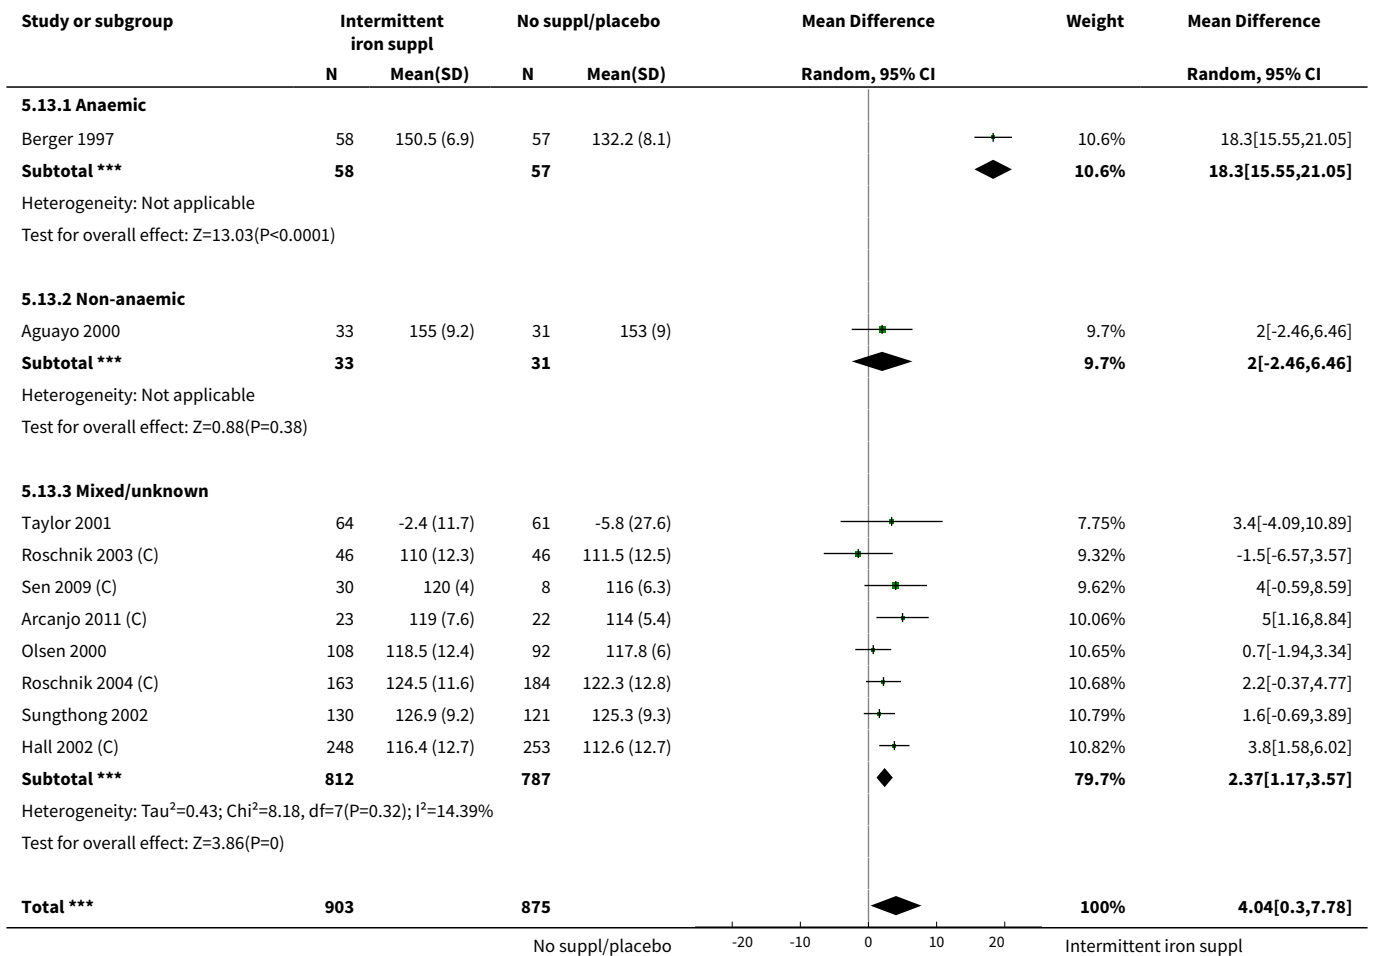 Study or subgroup Intermittent iron suppl No suppl/placebo Mean Difference Weight Mean Difference
N Mean(SD) N Mean(SD) Random, 95% CI Random, 95% CI
5.13.1 Anaemic
Berger 1997 58 150.5 (6.9) 57 132.2 (8.1) 10.6% 18.3[15.55,21.05]
Subtotal *** 58 57 10.6% 18.3[15.55,21.05]
Heterogeneity: Not applicable
Test for overall effect: Z=13.03(P<0.0001)
5.13.2 Non-anaemic
Aguayo 2000 33 155 (9.2) 31 153 (9) 9.7% 2[-2.46,6.46]
Subtotal *** 33 31 9.7% 2[-2.46,6.46]
Heterogeneity: Not applicable
Test for overall effect: Z=0.88(P=0.38)
5.13.3 Mixed/unknown
Taylor 2001 64 -2.4 (11.7) 61 -5.8 (27.6) 7.75% 3.4[-4.09,10.89]
Roschnik 2003 (C) 46 110 (12.3) 46 111.5 (12.5) 9.32% -1.5[-6.57,3.57]
Sen 2009 (C) 30 120 (4) 8 116 (6.3) 9.62% 4[-0.59,8.59]
Arcanjo 2011 (C) 23 119 (7.6) 22 114 (5.4) 10.06% 5[1.16,8.84]
Olsen 2000 108 118.5 (12.4) 92 117.8 (6) 10.65% 0.7[-1.94,3.34]
Roschnik 2004 (C) 163 124.5 (11.6) 184 122.3 (12.8) 10.68% 2.2[-0.37,4.77]
Sungthong 2002 130 126.9 (9.2) 121 125.3 (9.3) 10.79% 1.6[-0.69,3.89]
Hall 2002 (C) 248 116.4 (12.7) 253 112.6 (12.7) 10.82% 3.8[1.58,6.02]
Subtotal *** 812 787 79.7% 2.37[1.17,3.57]
Heterogeneity: Tau²=0.43; Chi²=8.18, df=7(P=0.32); I²=14.39%
Test for overall effect: Z=3.86(P=0)
Total *** 903 875 100% 4.04[0.3,7.78]
No suppl/placebo -20 -10 0 10 20 Intermittent iron suppl